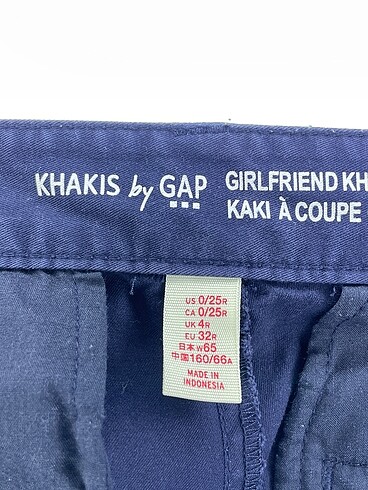 KHAKIS by GAP
GIRLFRIEND KH
KAKI À COUPE
US 0/25R
CA 0/25R
UK 4R
EU 32R
日本 W65
中国 160/66A
MADE IN
INDONESIA